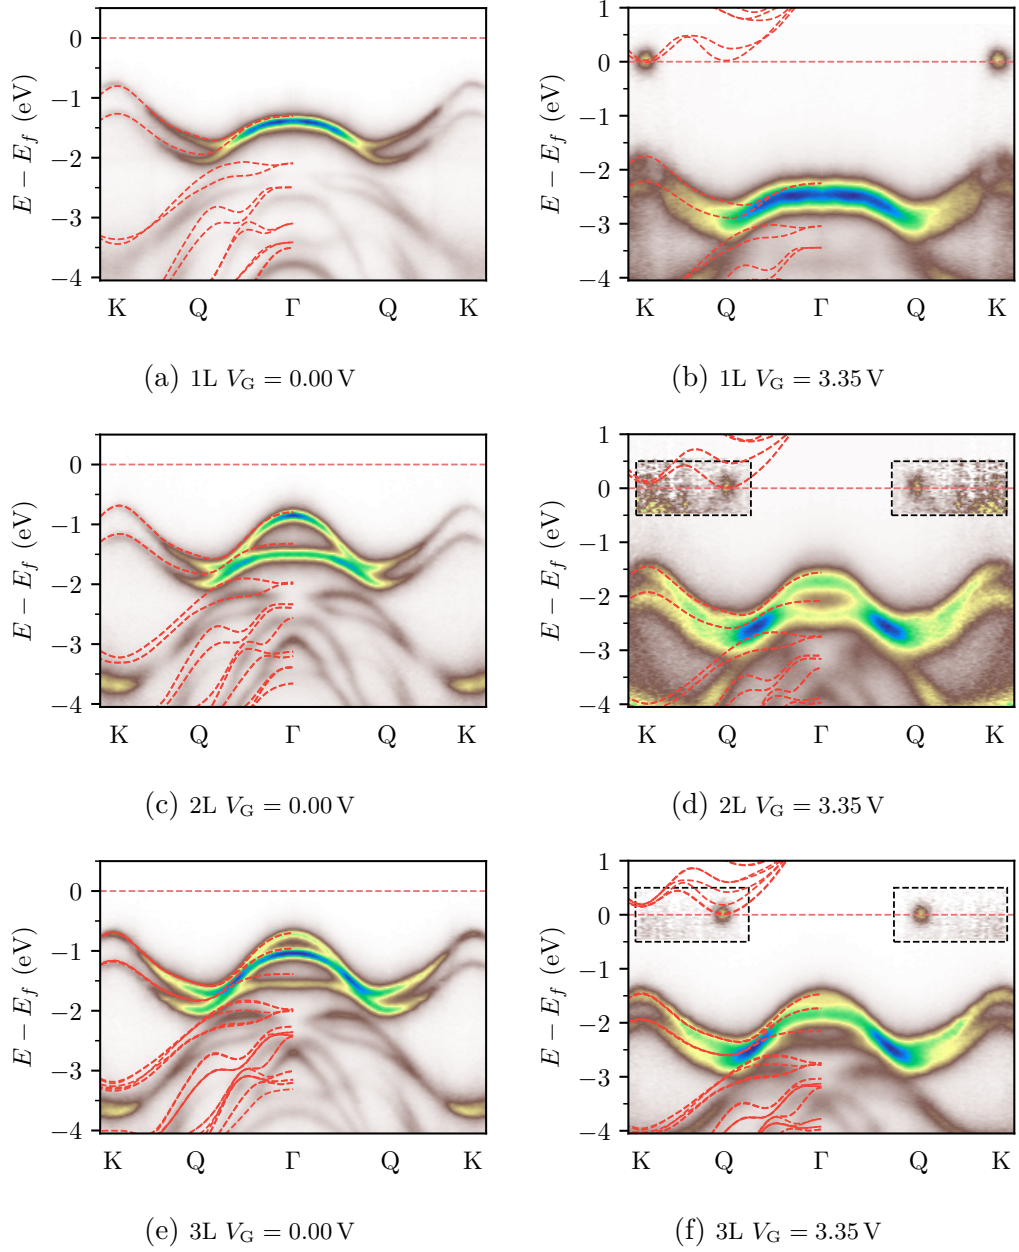 0
−1
−2
−3
−4
E − E_f (eV)
K Q Γ Q K
(a) 1L V_G = 0.00 V
1
0
−1
−2
−3
−4
E − E_f (eV)
K Q Γ Q K
(b) 1L V_G = 3.35 V
0
−1
−2
−3
−4
E − E_f (eV)
K Q Γ Q K
(c) 2L V_G = 0.00 V
1
0
−1
−2
−3
−4
E − E_f (eV)
K Q Γ Q K
(d) 2L V_G = 3.35 V
0
−1
−2
−3
−4
E − E_f (eV)
K Q Γ Q K
(e) 3L V_G = 0.00 V
1
0
−1
−2
−3
−4
E − E_f (eV)
K Q Γ Q K
(f) 3L V_G = 3.35 V